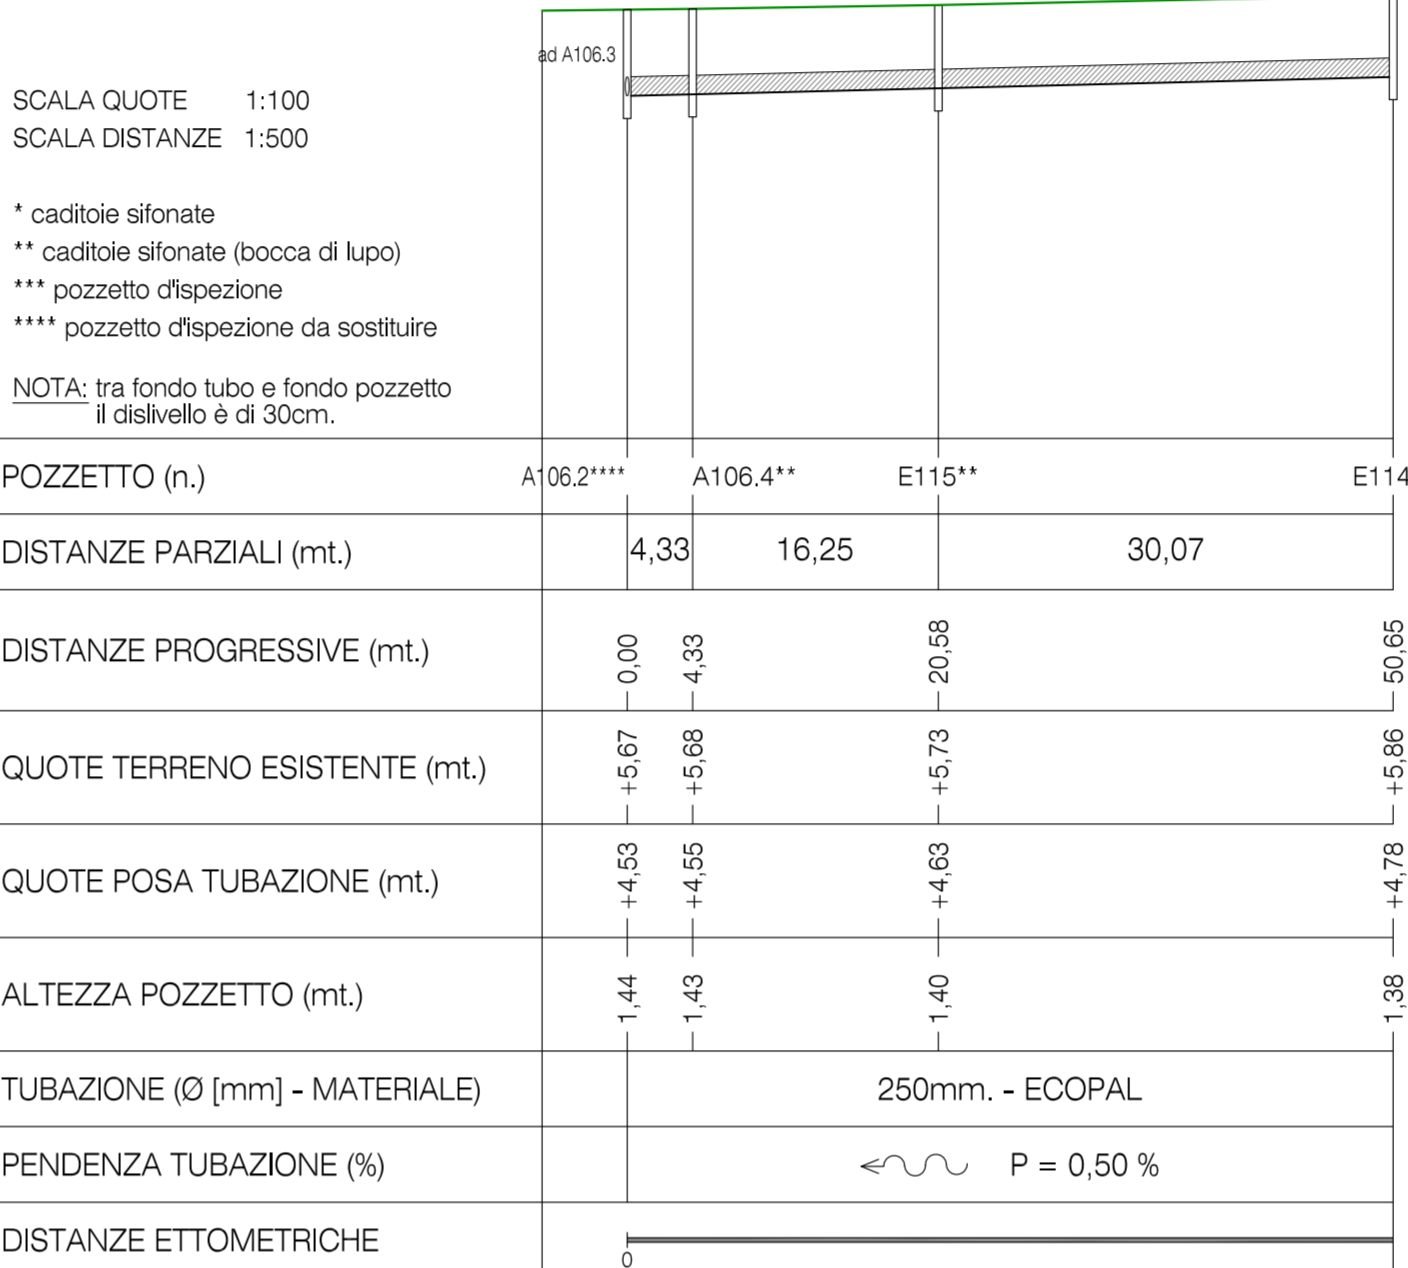 ad A106.3
SCALA QUOTE 1:100
SCALA DISTANZE 1:500
* caditoie sifonate
** caditoie sifonate (bocca di lupo)
*** pozzetto d'ispezione
**** pozzetto d'ispezione da sostituire
NOTA: tra fondo tubo e fondo pozzetto
il dislivello è di 30cm.
POZZETTO (n.) A106.2**** A106.4** E115** E114
DISTANZE PARZIALI (mt.) 4,33 16,25 30,07
DISTANZE PROGRESSIVE (mt.) 0,00 4,33 20,58 50,65
QUOTE TERRENO ESISTENTE (mt.) +5,67 +5,68 +5,73 +5,86
QUOTE POSA TUBAZIONE (mt.) +4,53 +4,55 +4,63 +4,78
ALTEZZA POZZETTO (mt.) 1,44 1,43 1,40 1,38
TUBAZIONE (Ø [mm] - MATERIALE) 250mm. - ECOPAL
PENDENZA TUBAZIONE (%) P = 0,50 %
DISTANZE ETTOMETRICHE
0